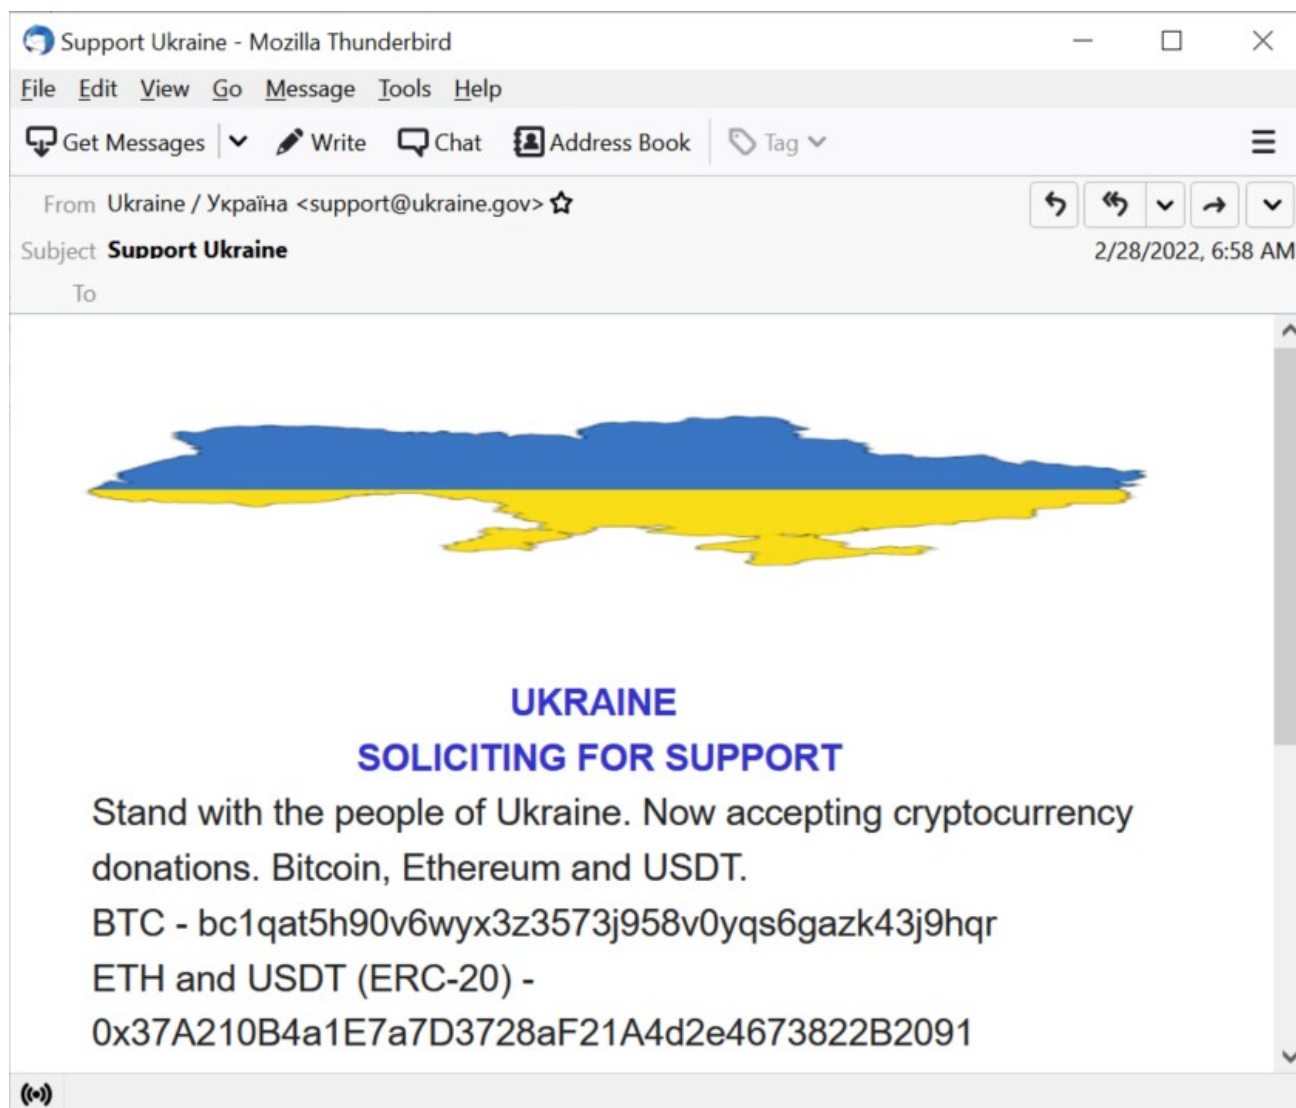 Support Ukraine - Mozilla Thunderbird
File Edit View Go Message Tools Help
Get Messages Write Chat Address Book Tag
From Ukraine / Україна <support@ukraine.gov>
Subject Support Ukraine 2/28/2022, 6:58 AM
To
UKRAINE
SOLICITING FOR SUPPORT
Stand with the people of Ukraine. Now accepting cryptocurrency
donations. Bitcoin, Ethereum and USDT.
BTC - bc1qat5h90v6wyx3z3573j958v0yqs6gazk43j9hqr
ETH and USDT (ERC-20) -
0x37A210B4a1E7a7D3728aF21A4d2e4673822B2091